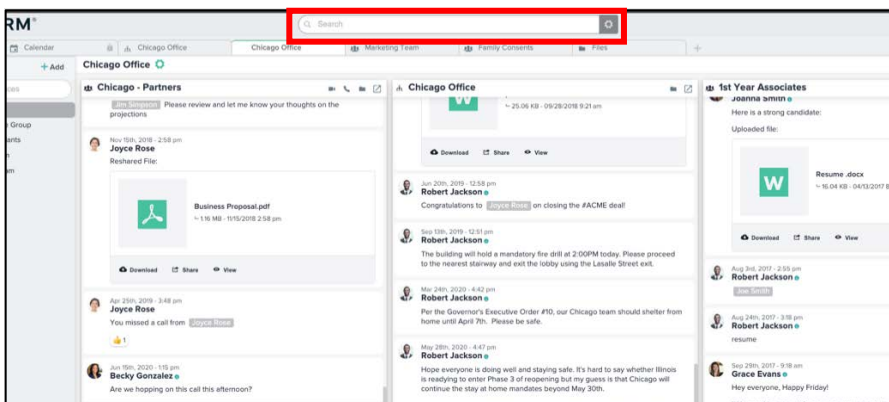 RM®
Search
Calendar
Chicago Office
Chicago Office
Marketing Team
Family Consents
Files
+
+ Add
Chicago Office
Group
Chicago - Partners
Jim Simpson Please review and let me know your thoughts on the
projections
Nov 15th, 2018 - 2:58 pm
Joyce Rose
Reshared File:
Business Proposal.pdf
1.16 MB - 11/15/2018 2:58 pm
Download Share View
Apr 25th, 2019 - 3:48 pm
Joyce Rose
You missed a call from Joyce Rose
1
Jun 15th, 2020 - 1:15 pm
Becky Gonzalez
Are we hopping on this call this afternoon?
Chicago Office
W
25.06 KB - 09/28/2018 9:21 am
Download Share View
Jun 20th, 2019 - 12:58 pm
Robert Jackson
Congratulations to Joyce Rose on closing the #ACME deal!
Sep 13th, 2019 - 12:51 pm
Robert Jackson
The building will hold a mandatory fire drill at 2:00PM today. Please proceed
to the nearest stairway and exit the lobby using the Lasalle Street exit.
Mar 24th, 2020 - 4:42 pm
Robert Jackson
Per the Governor's Executive Order #10, our Chicago team should shelter from
home until April 7th. Please be safe.
May 28th, 2020 - 4:47 pm
Robert Jackson
Hope everyone is doing well and staying safe. It's hard to say whether Illinois
is readying to enter Phase 3 of reopening but my guess is that Chicago will
continue the stay at home mandates beyond May 30th.
1st Year Associates
Joanna Smith
Here is a strong candidate:
Uploaded file:
W
Resume .docx
16.04 KB - 04/13/2017 8
Download Share View
Aug 3rd, 2017 - 2:55 pm
Robert Jackson
Joe Smith
Aug 24th, 2017 - 3:18 pm
Robert Jackson
resume
Sep 29th, 2017 - 9:18 am
Grace Evans
Hey everyone, Happy Friday!